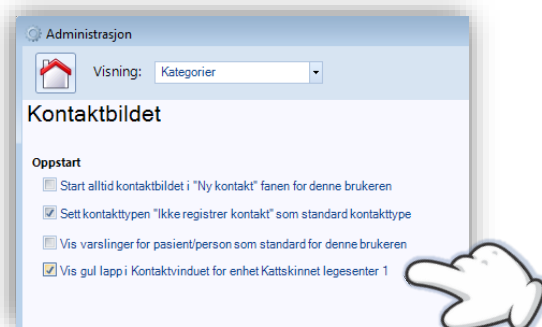 Administrasjon
Visning: Kategorier
Kontaktbildet
Oppstart
Start alltid kontaktbildet i "Ny kontakt" fanen for denne brukeren
Sett kontakttypen "Ikke registrer kontakt" som standard kontakttype
Vis varslinger for pasient/person som standard for denne brukeren
Vis gul lapp i Kontaktvinduet for enhet Kattskinnet legesenter 1